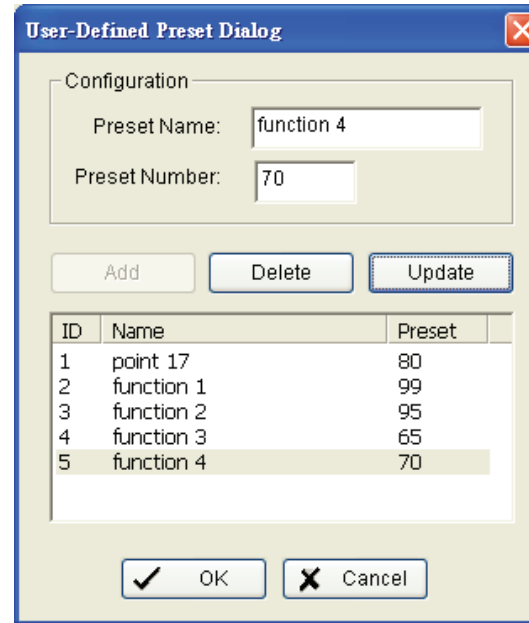 User-Defined Preset Dialog
Configuration
Preset Name: function 4
Preset Number: 70
Add Delete Update
ID Name Preset
1 point 17 80
2 function 1 99
3 function 2 95
4 function 3 65
5 function 4 70
OK Cancel